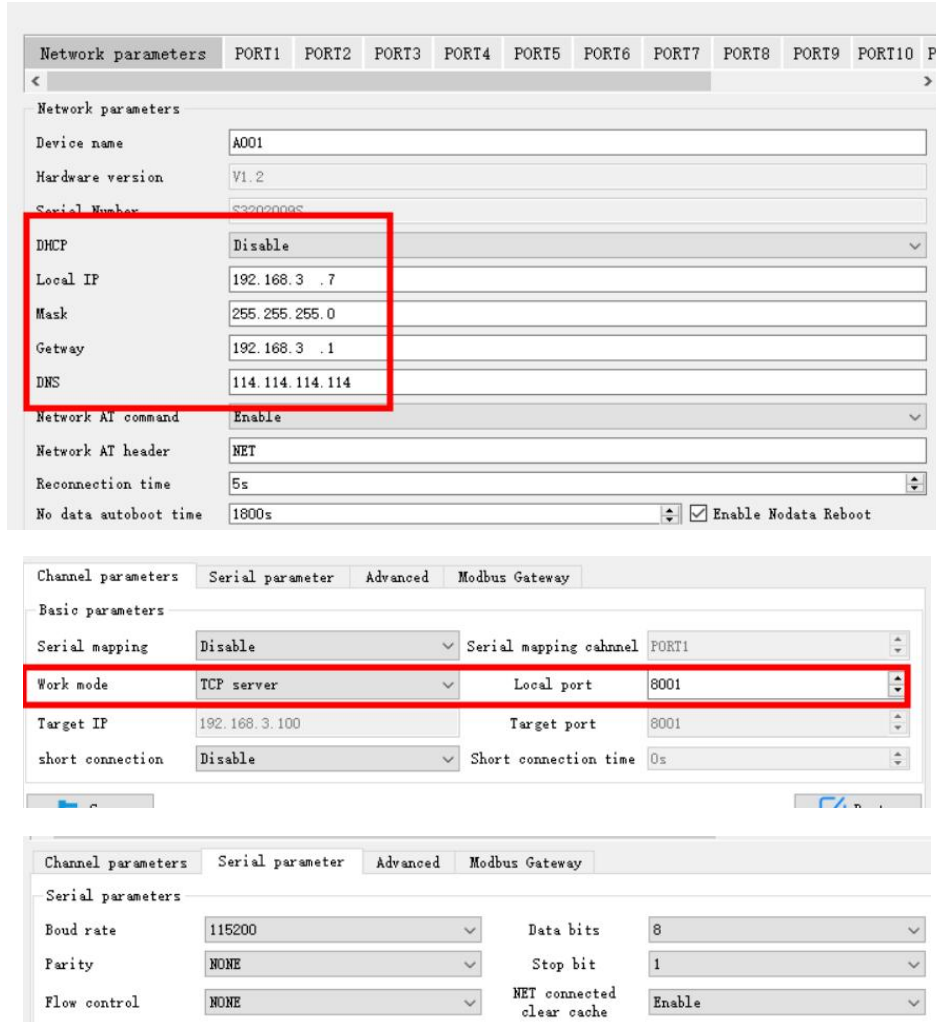 Network parameters PORT1 PORT2 PORT3 PORT4 PORT5 PORT6 PORT7 PORT8 PORT9 PORT10 P
Network parameters
Device name A001
Hardware version V1.2
Serial Number S3202009S
DHCP Disable
Local IP 192.168.3 .7
Mask 255.255.255.0
Getway 192.168.3 .1
DNS 114.114.114.114
Network AT command Enable
Network AT header NET
Reconnection time 5s
No data autoboot time 1800s Enable Nodata Reboot
Channel parameters Serial parameter Advanced Modbus Gateway
Basic parameters
Serial mapping Disable Serial mapping cahnnel PORT1
Work mode TCP server Local port 8001
Target IP 192.168.3.100 Target port 8001
short connection Disable Short connection time 0s
Channel parameters Serial parameter Advanced Modbus Gateway
Serial parameters
Boud rate 115200 Data bits 8
Parity NONE Stop bit 1
Flow control NONE NET connected clear cache Enable